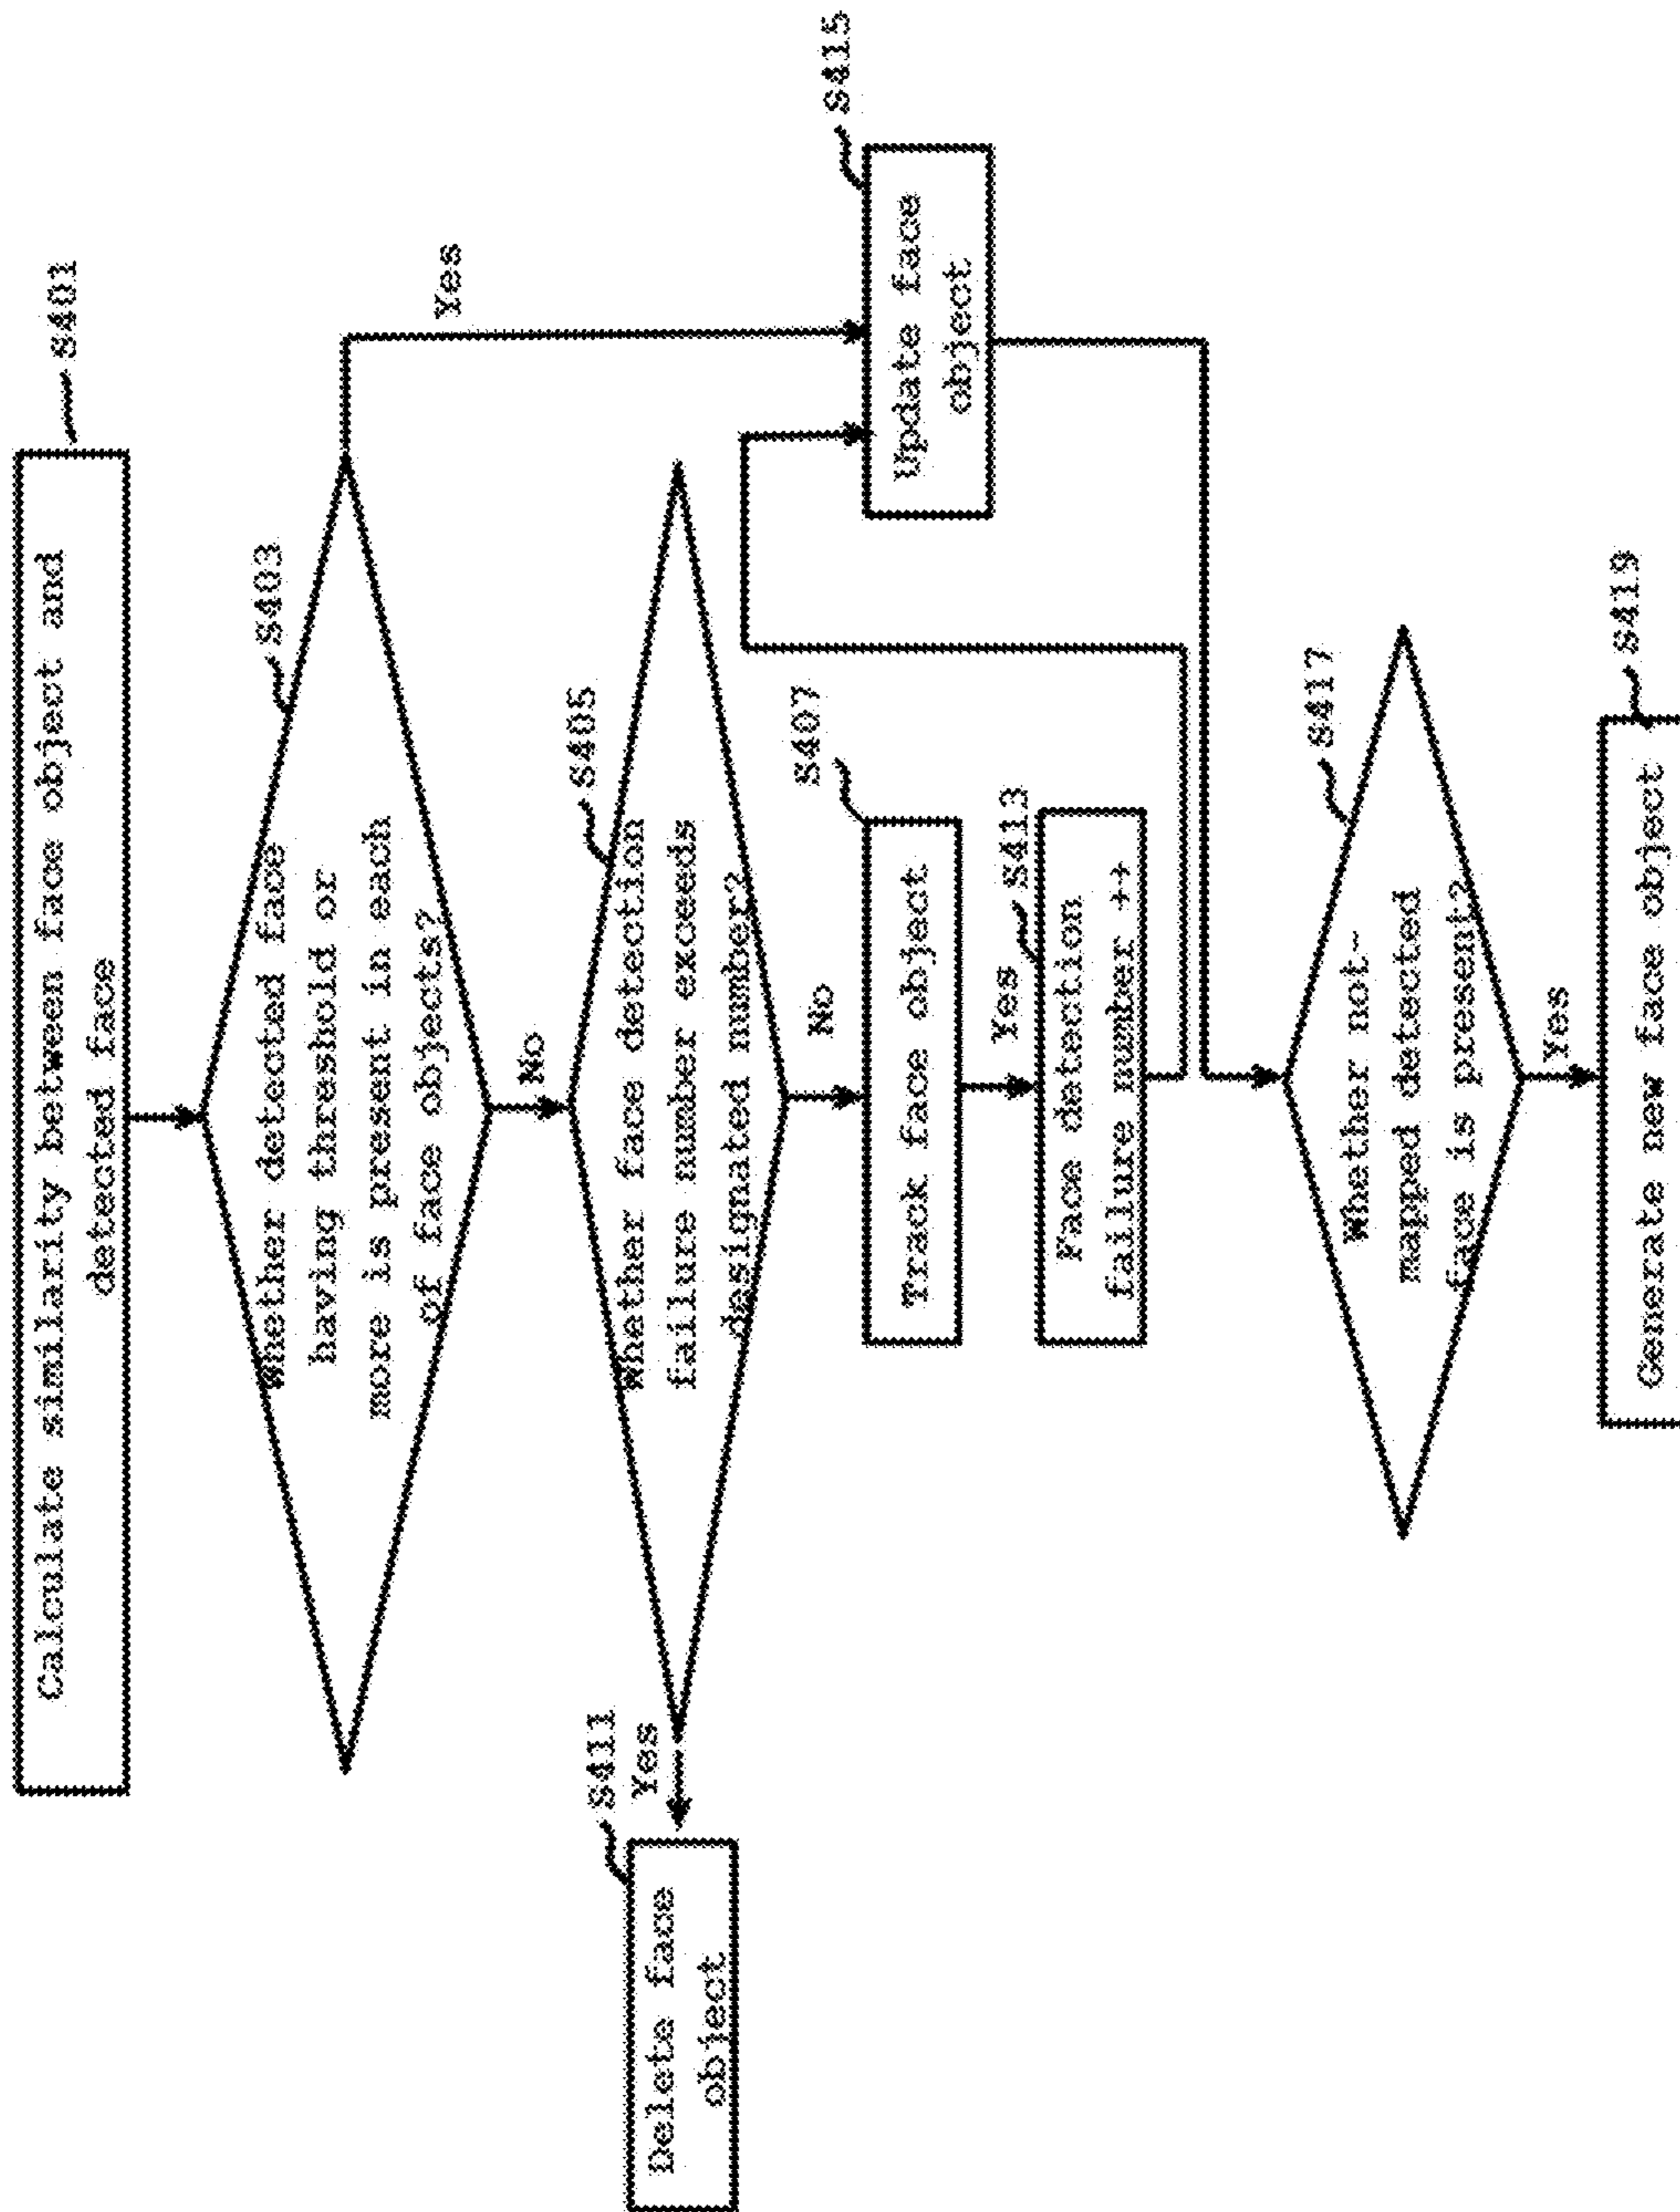 S401
Calculate similarity between face object and
detected face
S403
Whether detected face
having threshold or
more is present in each
of face objects?
Yes
No
S405
Whether face detection
failure number exceeds
designated number?
S411
Yes
Delete face
object
No
S407
Track face object
Yes
S413
Face detection
failure number ++
S415
Update face
object
S417
Whether not-
mapped detected
face is present?
Yes
S419
Generate new face object